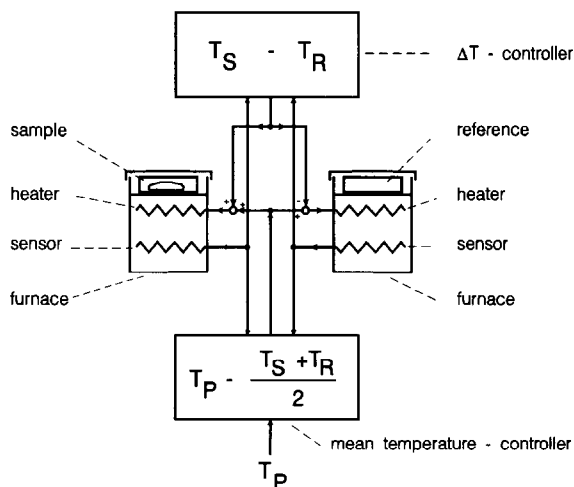 T_S - T_R
ΔT - controller
sample
reference
heater
heater
sensor
sensor
furnace
furnace
+
+
-
+
T_P - (T_S + T_R)/2
mean temperature - controller
T_P